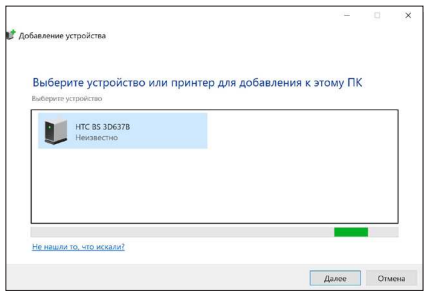 Добавление устройства
Выберите устройство или принтер для добавления к этому ПК
Выберите устройство
HTC BS 3D637B
Неизвестно
Не нашли то, что искали?
Далее
Отмена